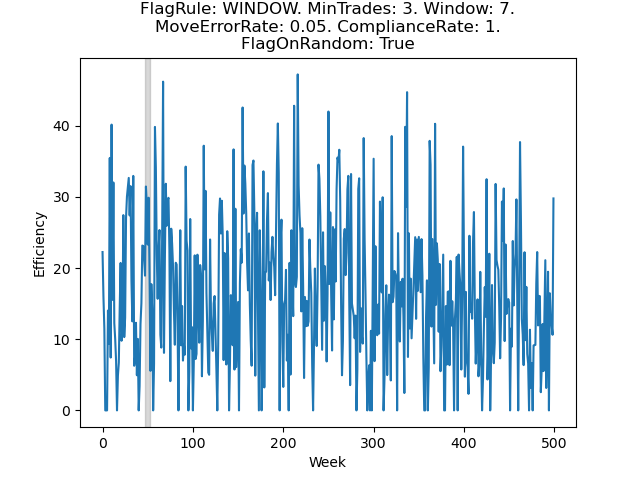 FlagRule: WINDOW. MinTrades: 3. Window: 7.
MoveErrorRate: 0.05. ComplianceRate: 1.
FlagOnRandom: True
Efficiency
40
30
20
10
0
0 100 200 300 400 500
Week